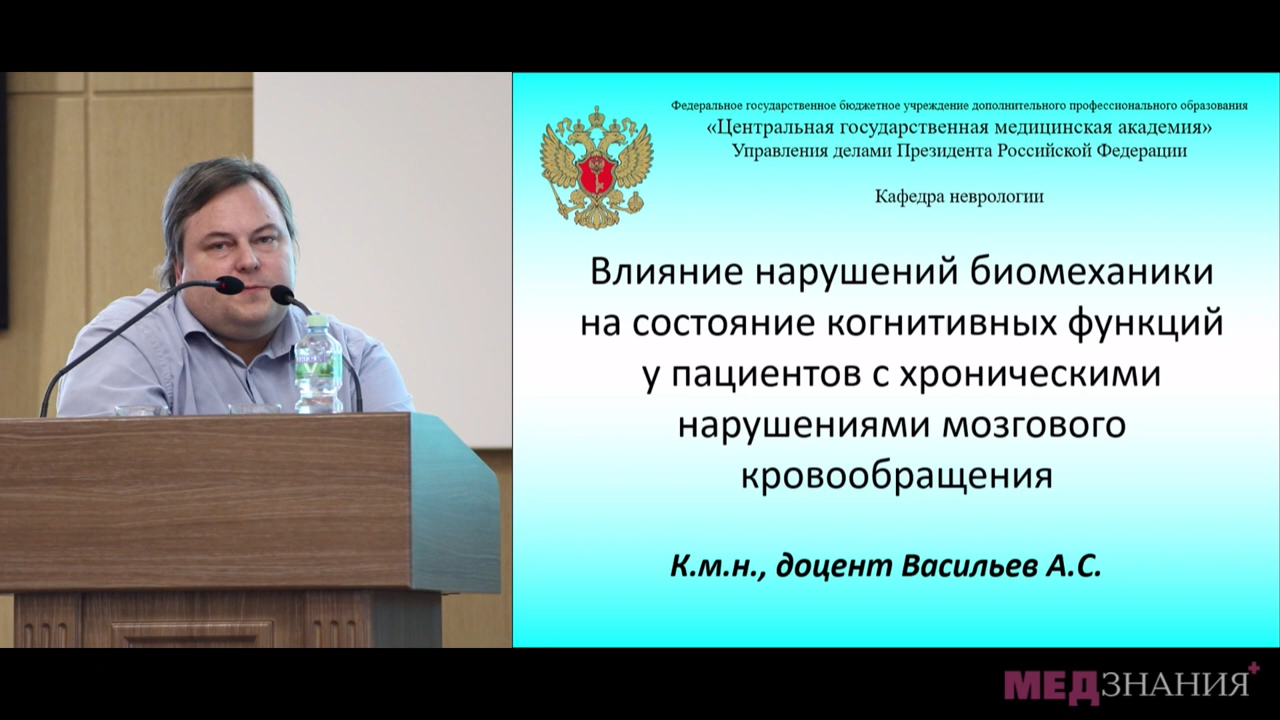 Федеральное государственное бюджетное учреждение дополнительного профессионального образования
«Центральная государственная медицинская академия»
Управления делами Президента Российской Федерации
Кафедра неврологии
Влияние нарушений биомеханики
на состояние когнитивных функций
у пациентов с хроническими
нарушениями мозгового
кровообращения
К.м.н., доцент Васильев А.С.
МЕДЗНАНИЯ+